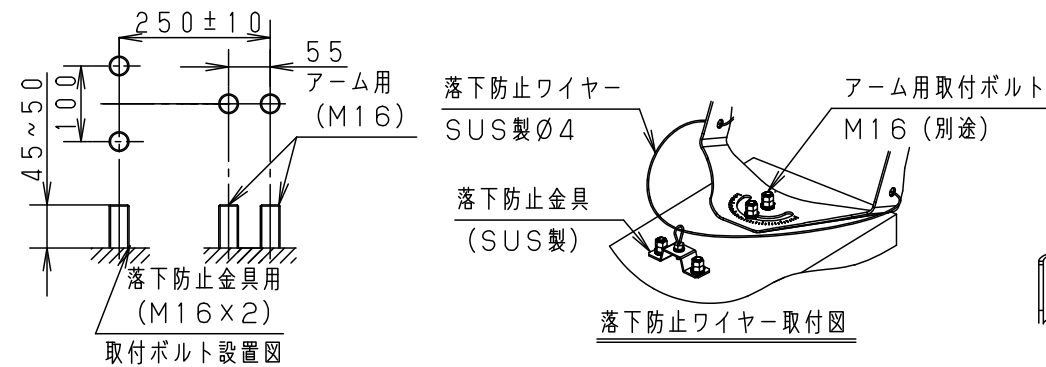 250±10
55
アーム用
(M16)
100
45~50
落下防止金具用
(M16×2)
取付ボルト設置図
落下防止ワイヤー
SUS製Ø4
アーム用取付ボルト
M16 (別途)
落下防止金具
(SUS製)
落下防止ワイヤー取付図